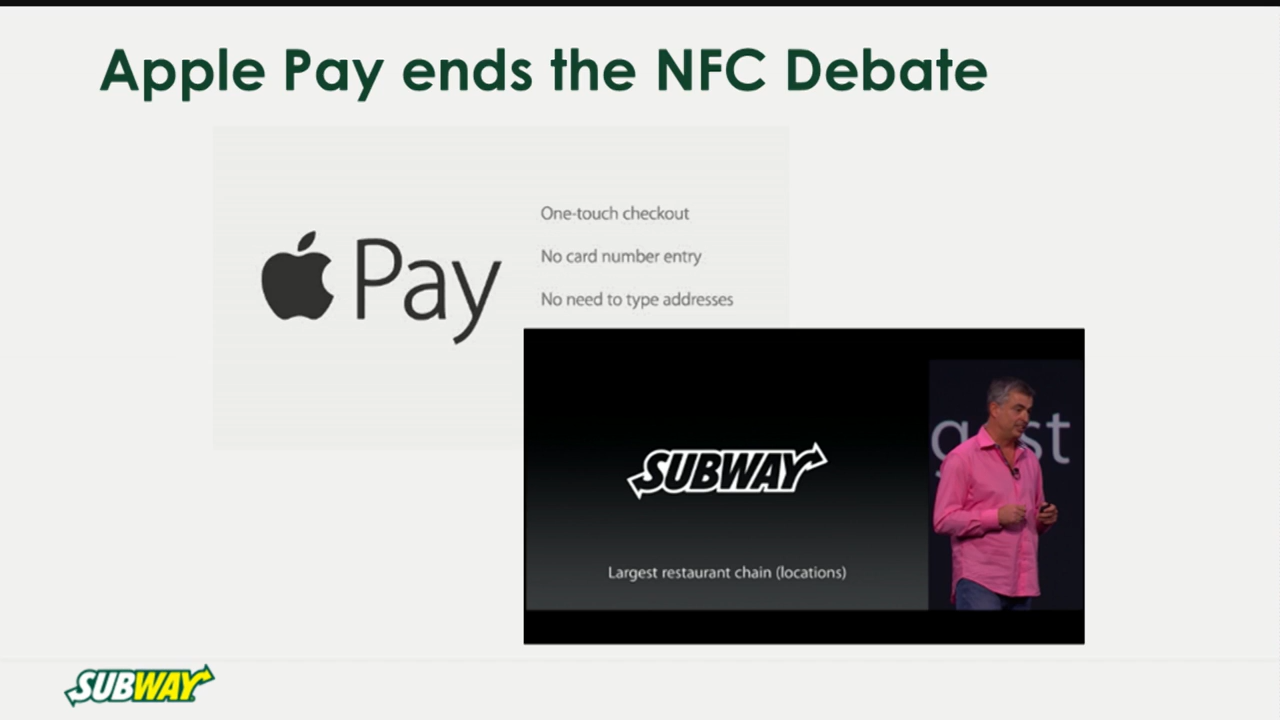 Apple Pay ends the NFC Debate
Pay
One-touch checkout
No card number entry
No need to type addresses
SUBWAY
Largest restaurant chain (locations)
SUBWAY